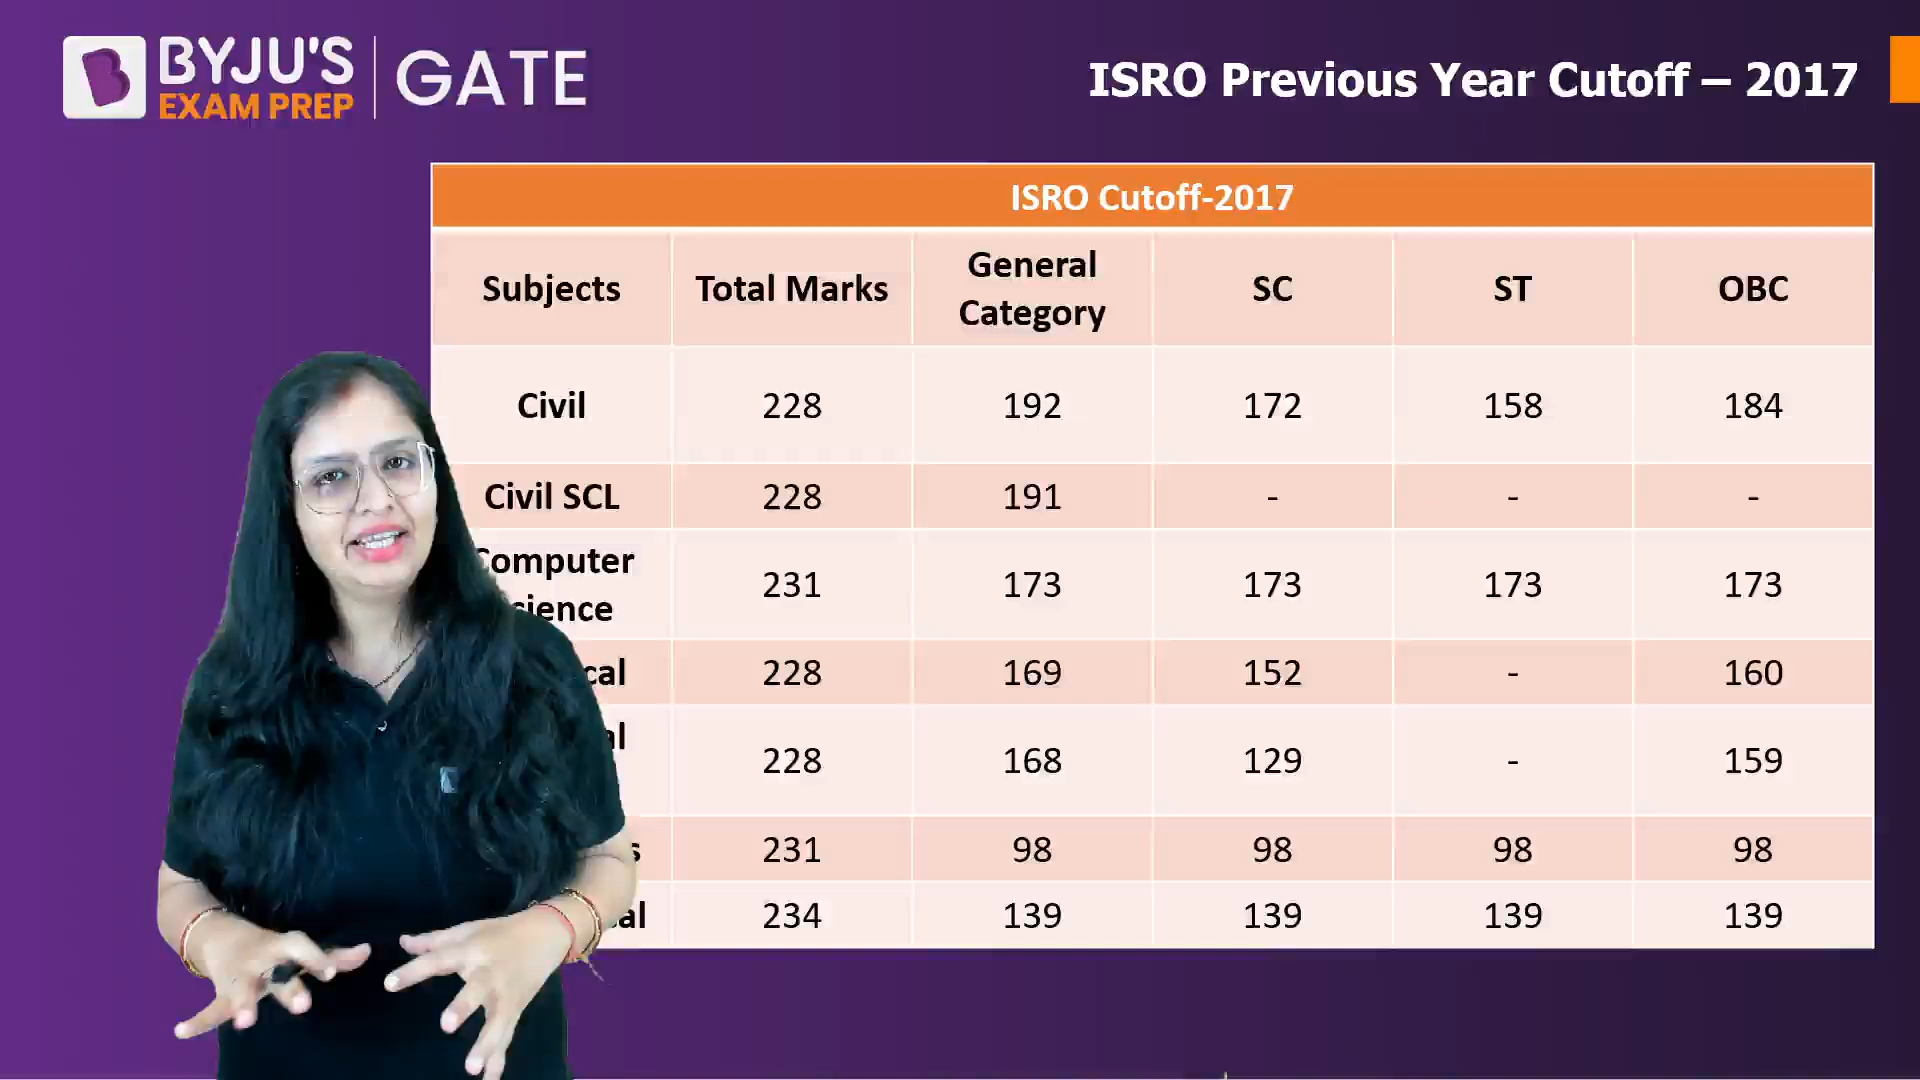 BYJU'S
EXAM PREP
GATE
ISRO Previous Year Cutoff – 2017
ISRO Cutoff-2017
Subjects Total Marks General Category SC ST OBC
Civil 228 192 172 158 184
Civil SCL 228 191 - - -
Computer 231 173 173 173 173
228 169 152 - 160
228 168 129 - 159
231 98 98 98 98
234 139 139 139 139